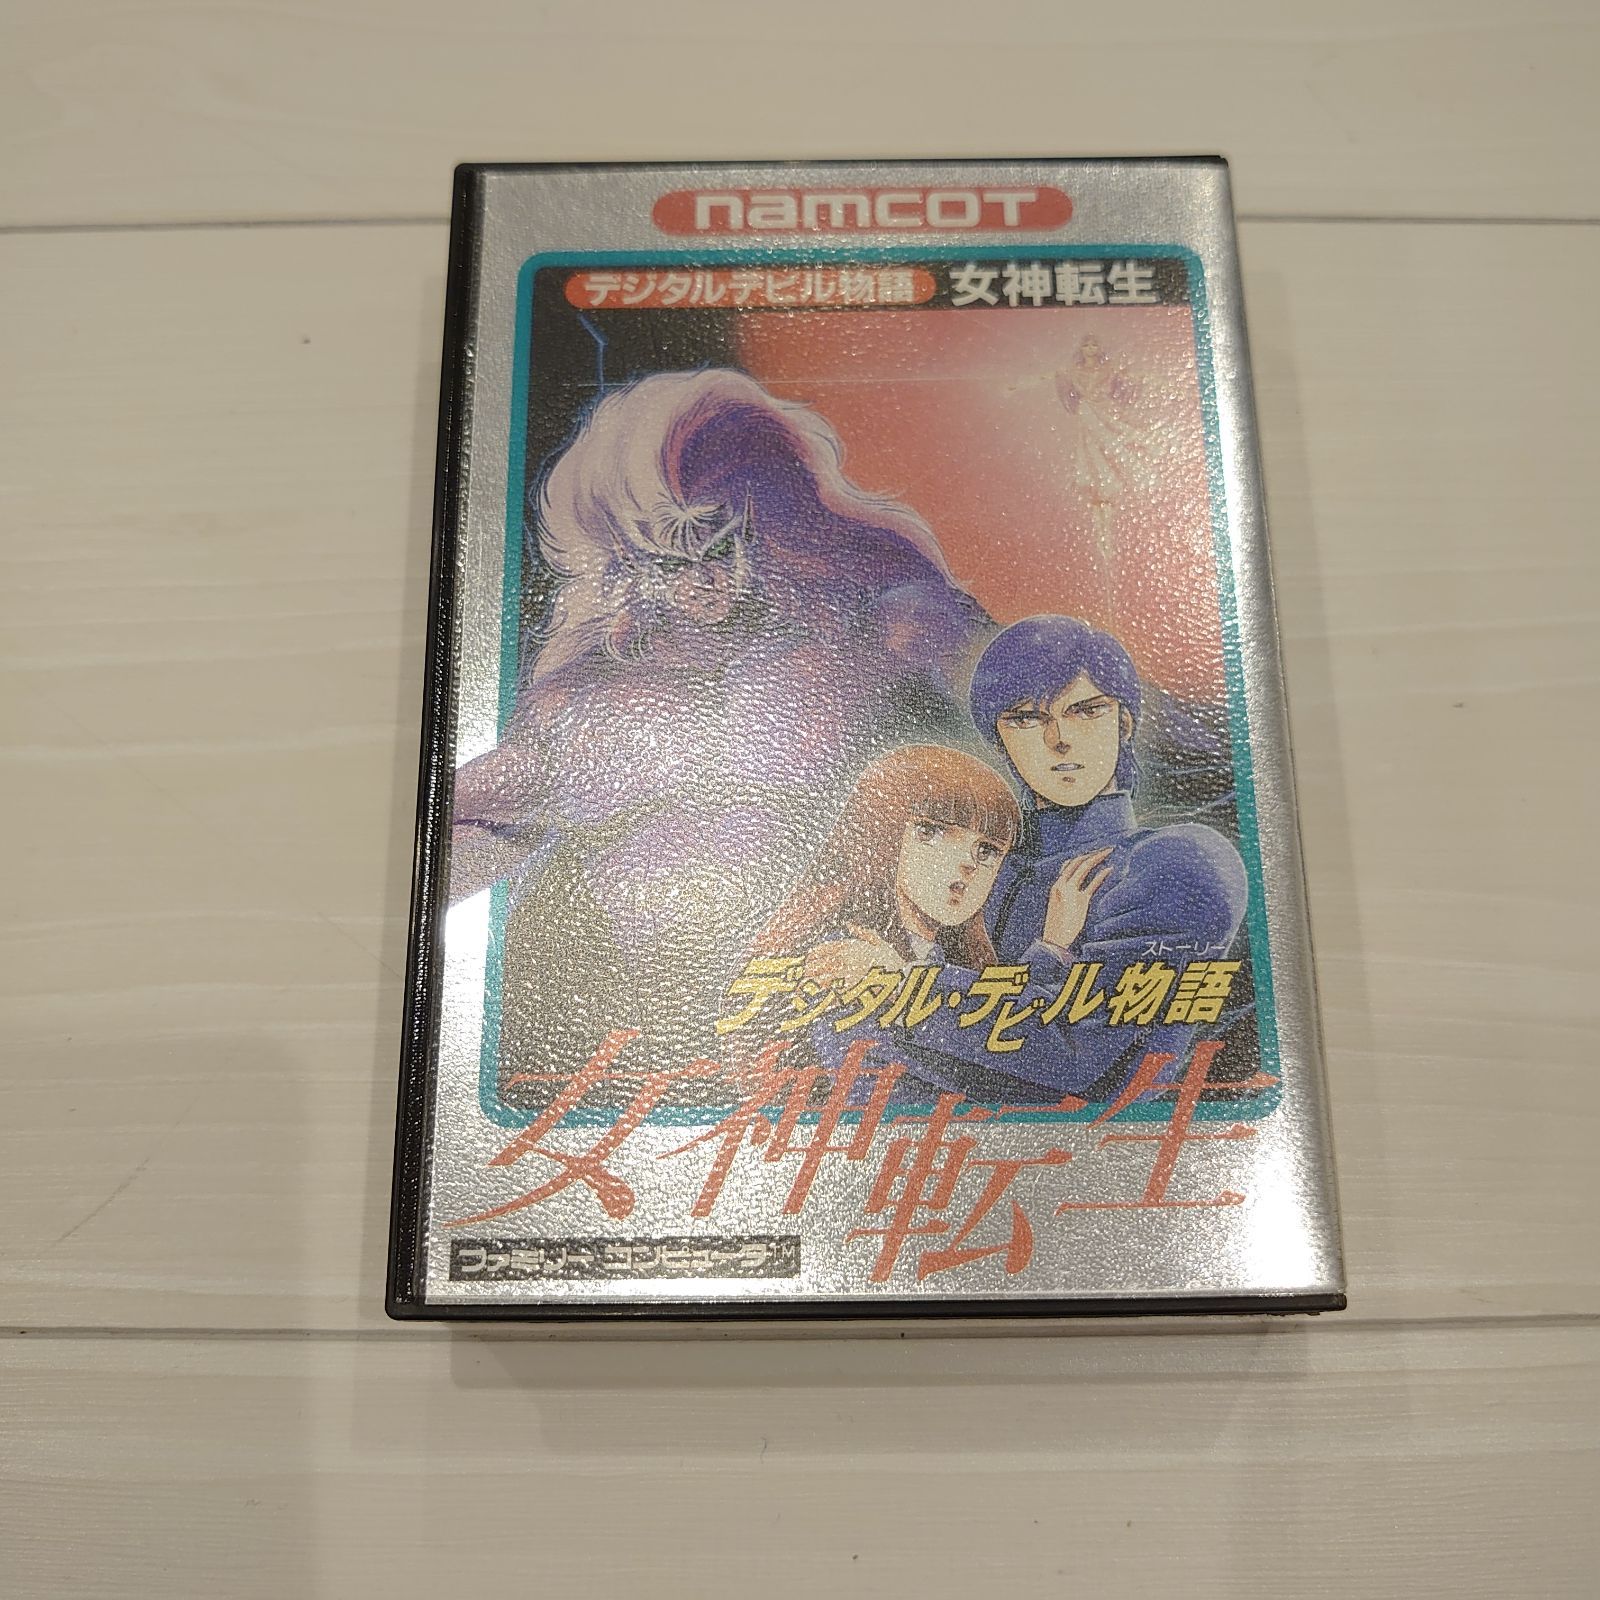 namcot
デジタルデビル物語 女神転生
ストーリー
デジタル・デビル物語
女神転生
ファミリーコンピュータ™